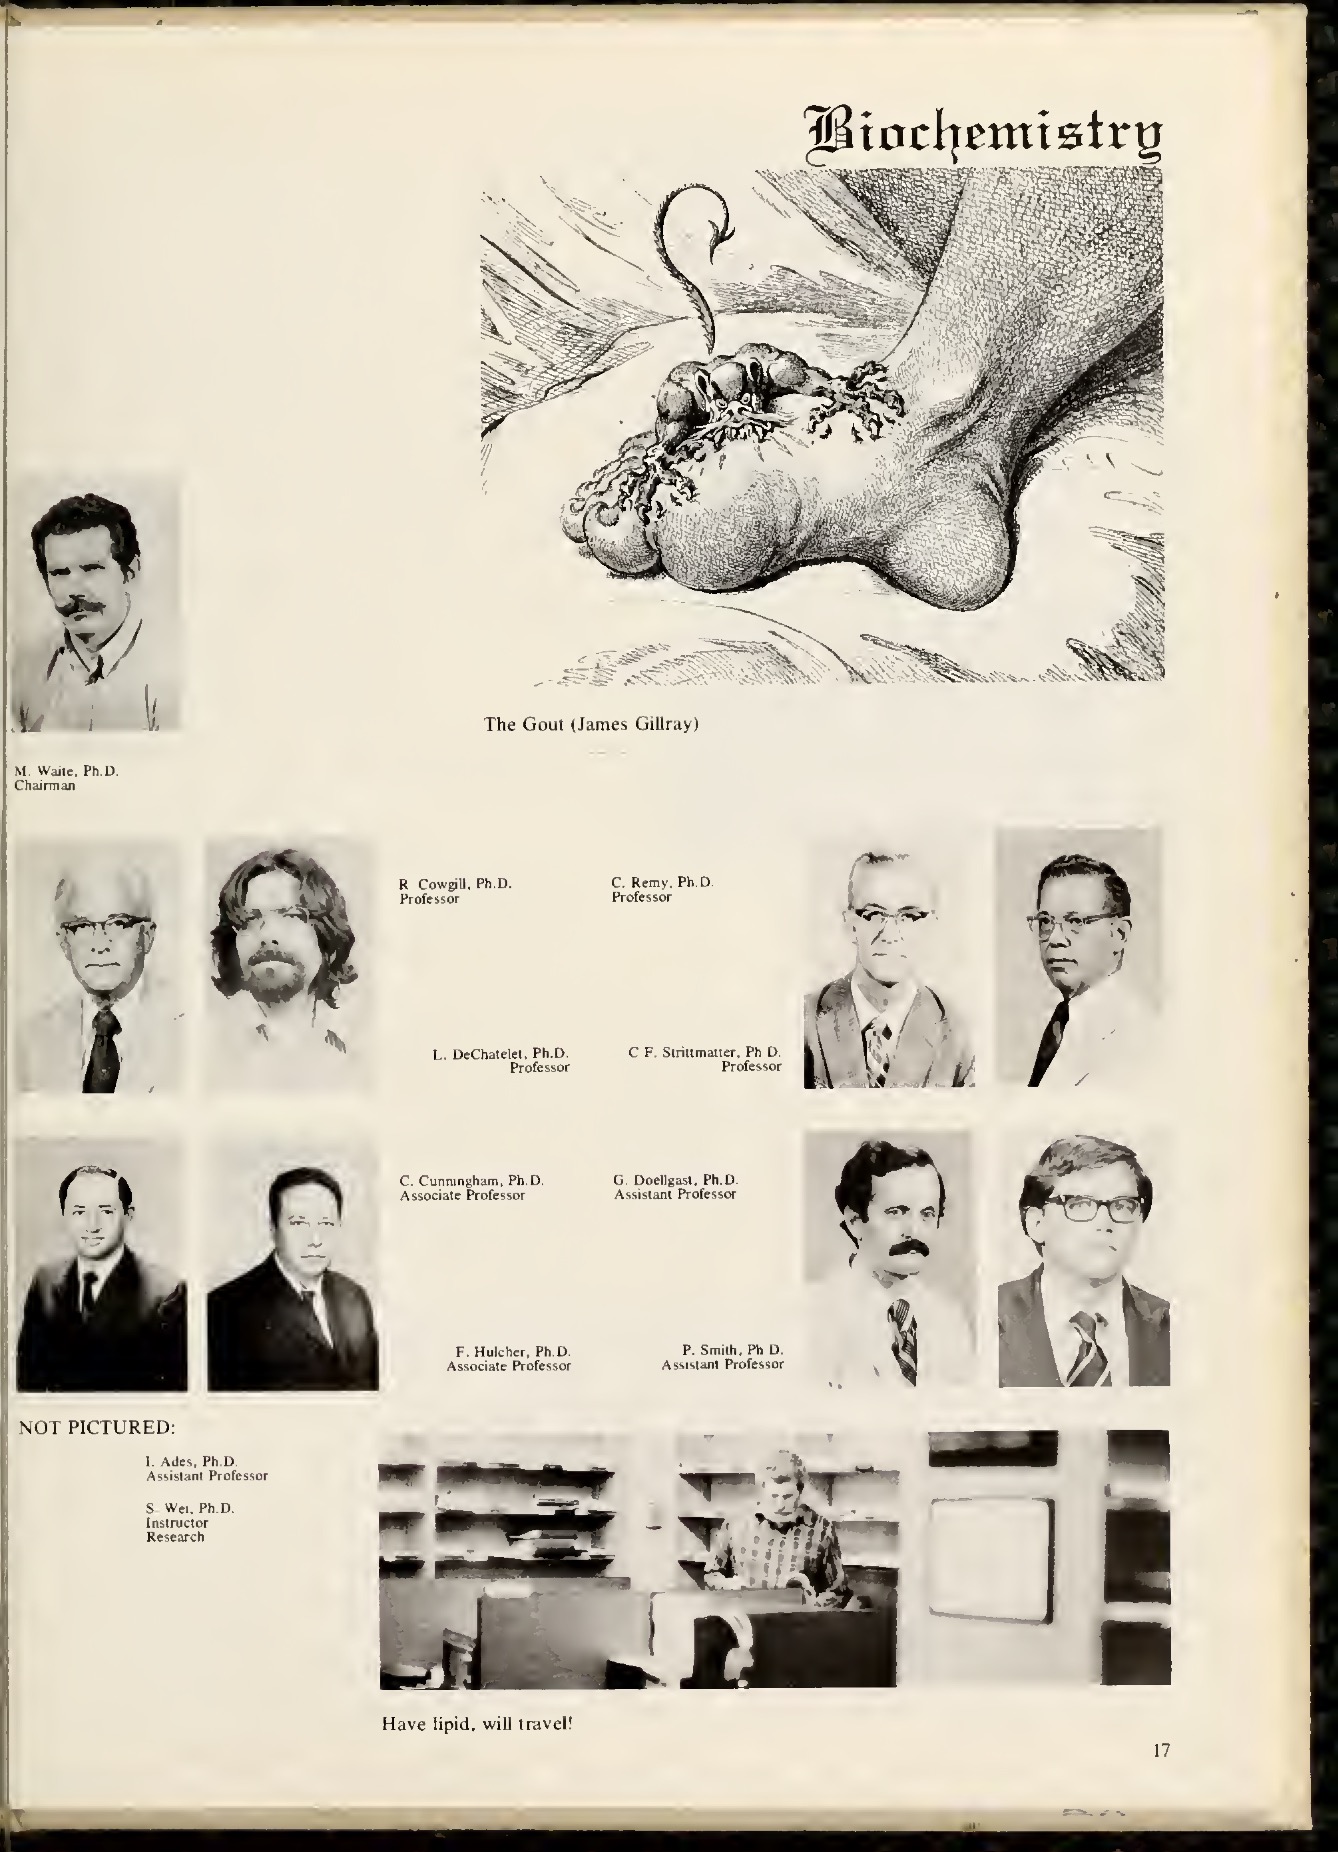 Biochemistry
The Gout (James Gillray)
M. Waite, Ph.D.
Chairman
R Cowgill, Ph.D.
Professor
C. Remy, Ph.D.
Professor
L. DeChatelet, Ph.D.
Professor
C F. Strittmatter, Ph D.
Professor
C. Cunningham, Ph.D.
Associate Professor
G. Doellgast, Ph.D.
Assistant Professor
F. Hulcher, Ph.D.
Associate Professor
P. Smith, Ph D.
Assistant Professor
NOT PICTURED:
I. Ades, Ph.D.
Assistant Professor
S. Wei, Ph.D.
Instructor
Research
Have lipid, will travel!
17